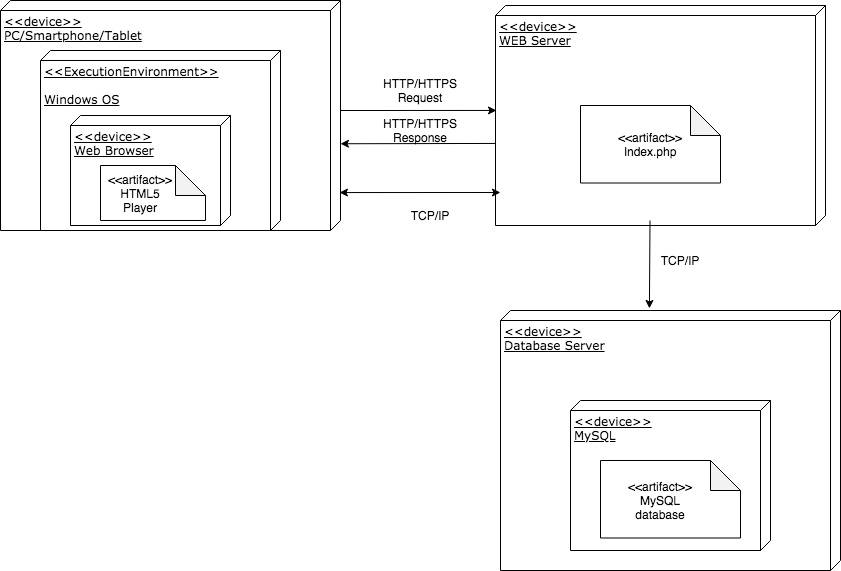 <<device>>
PC/Smartphone/Tablet
<<ExecutionEnvironment>>
Windows OS
<<device>>
Web Browser
<<artifact>>
HTML5
Player
HTTP/HTTPS
Request
HTTP/HTTPS
Response
TCP/IP
<<device>>
WEB Server
<<artifact>>
Index.php
TCP/IP
<<device>>
Database Server
<<device>>
MySQL
<<artifact>>
MySQL
database